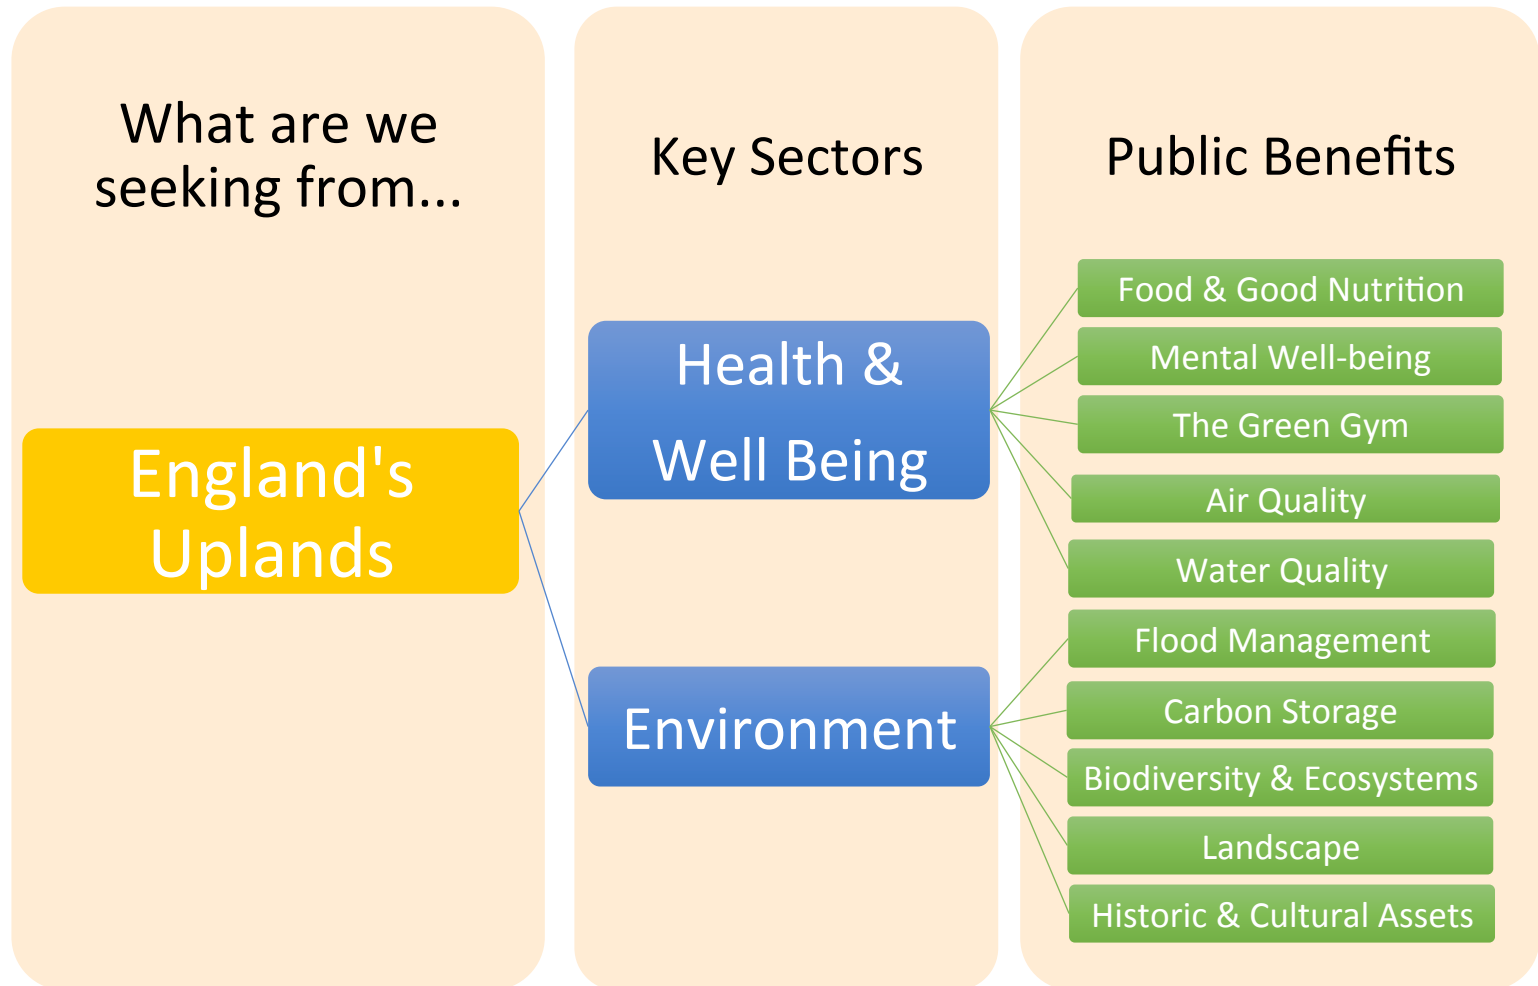 What are we
seeking from...
Key Sectors
Public Benefits
England's
Uplands
Health &
Well Being
Environment
Food & Good Nutrition
Mental Well-being
The Green Gym
Air Quality
Water Quality
Flood Management
Carbon Storage
Biodiversity & Ecosystems
Landscape
Historic & Cultural Assets